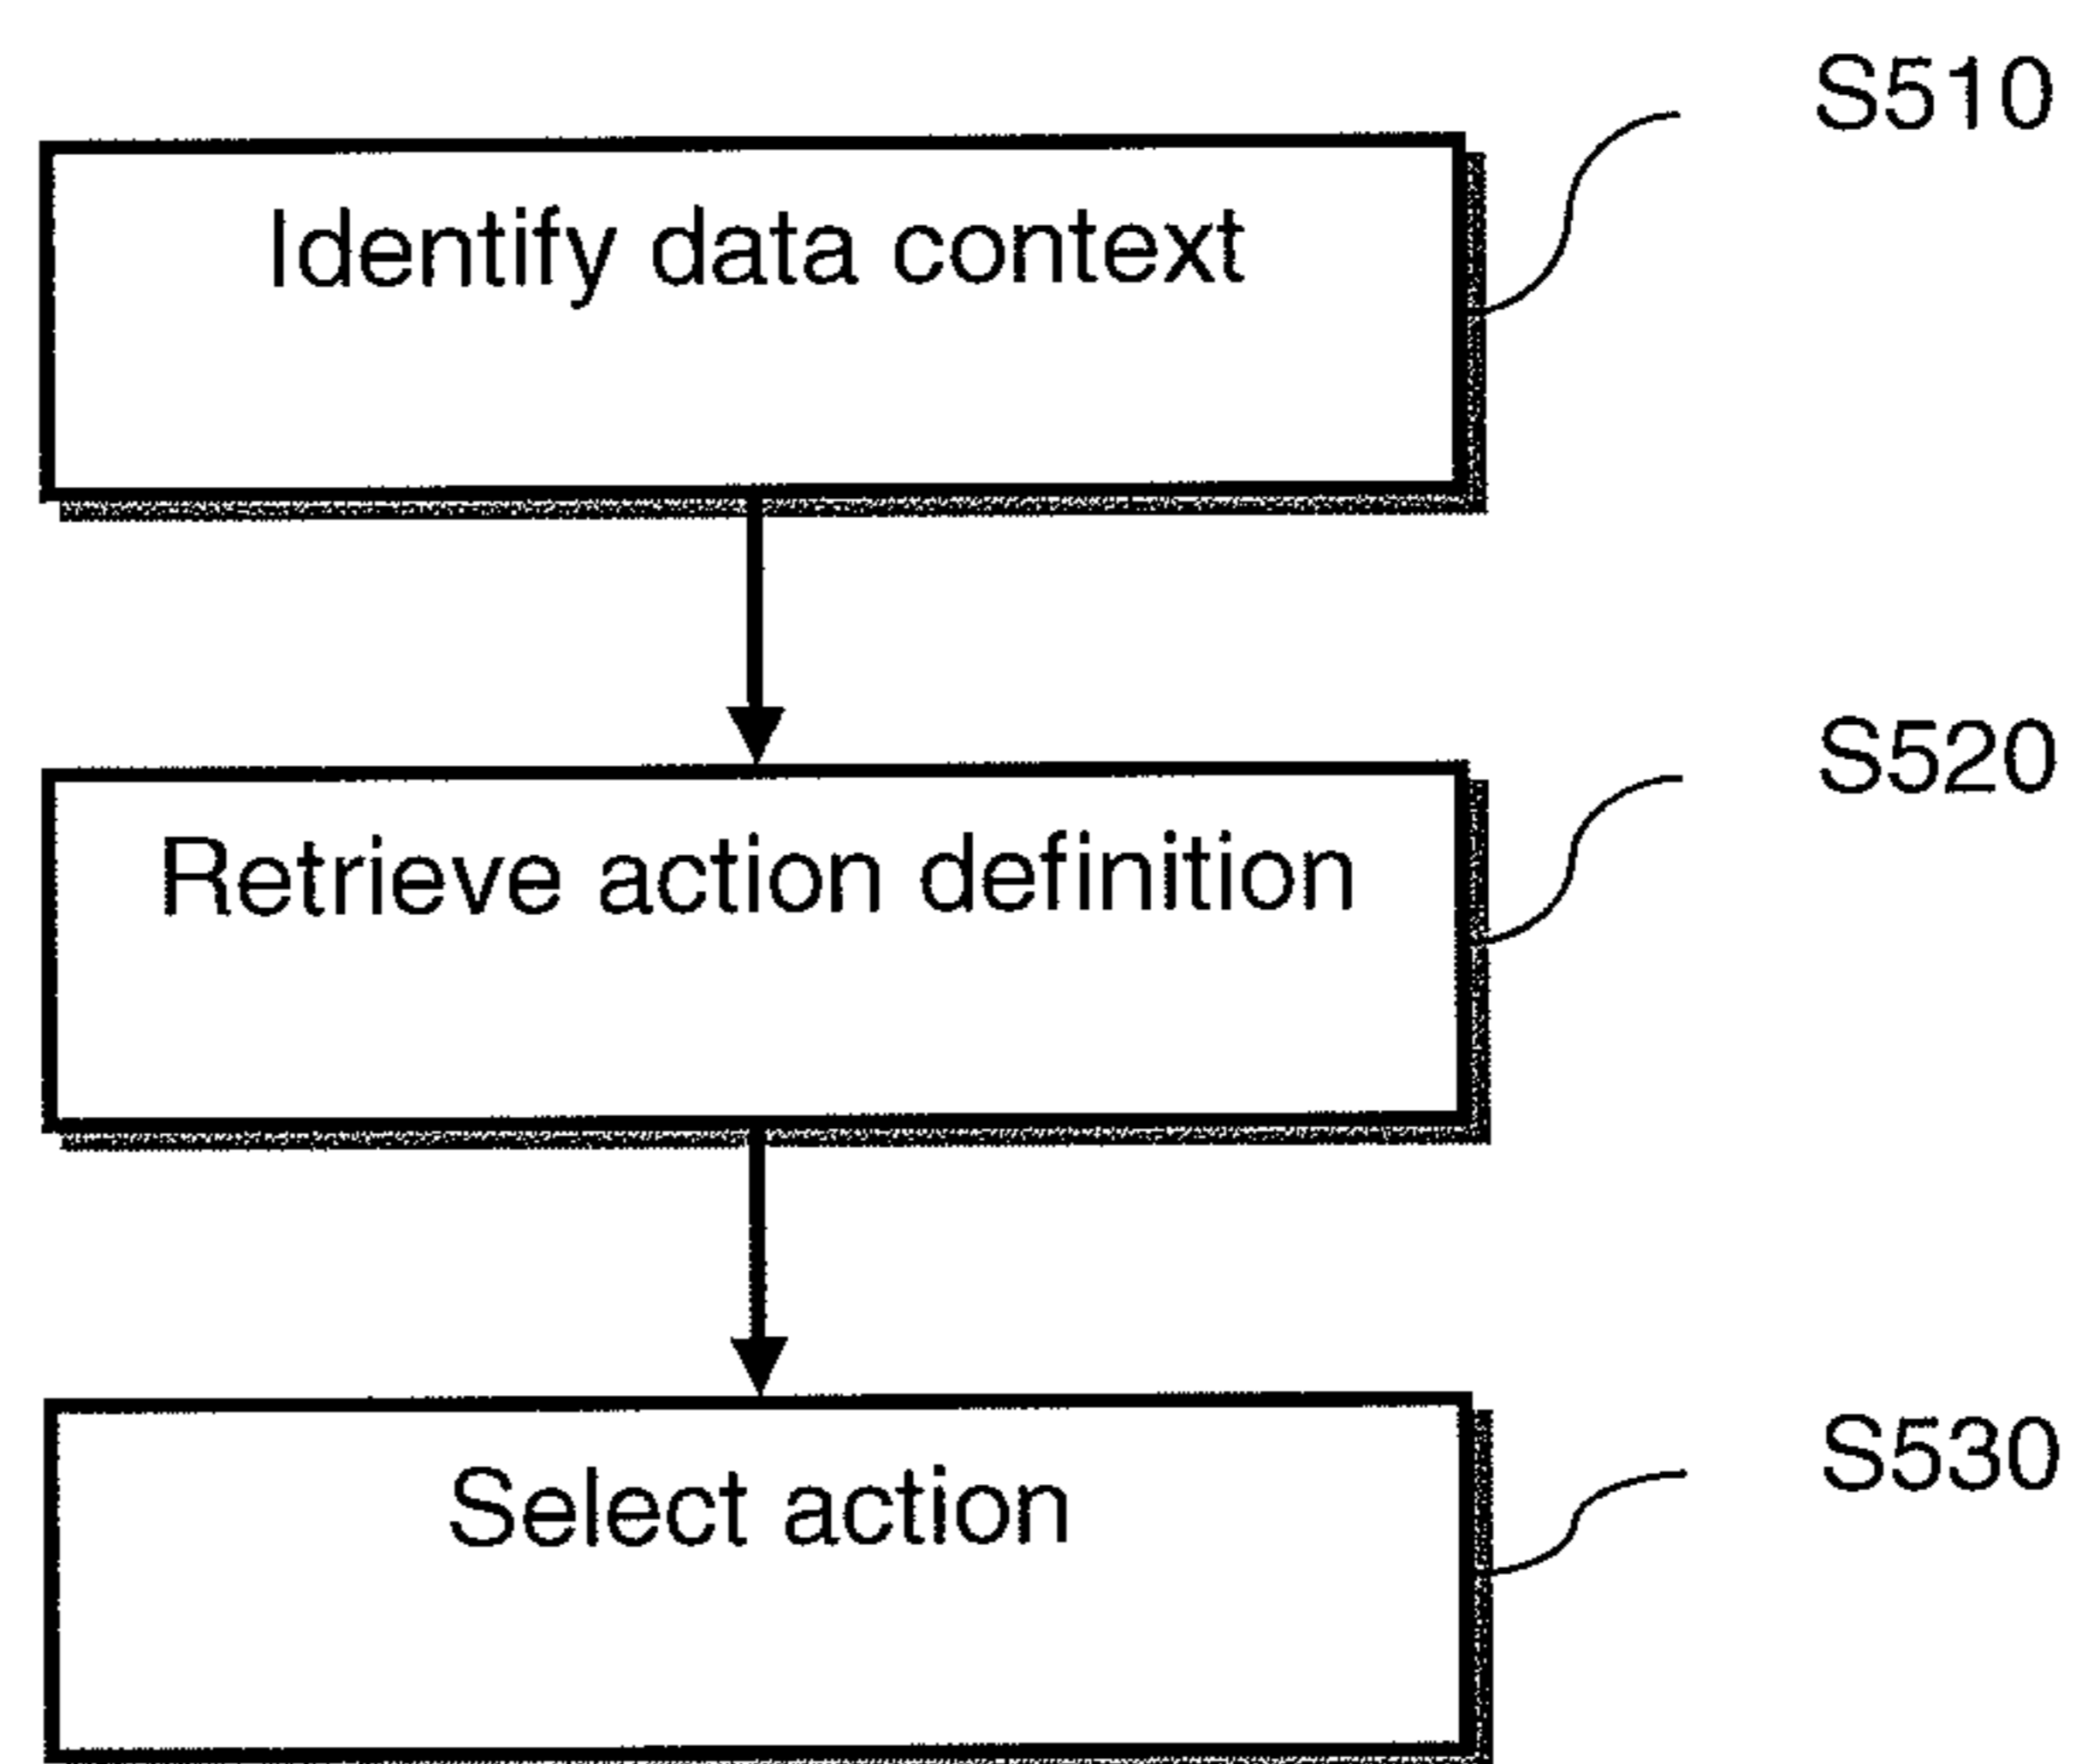 S510
Identify data context
S520
Retrieve action definition
S530
Select action